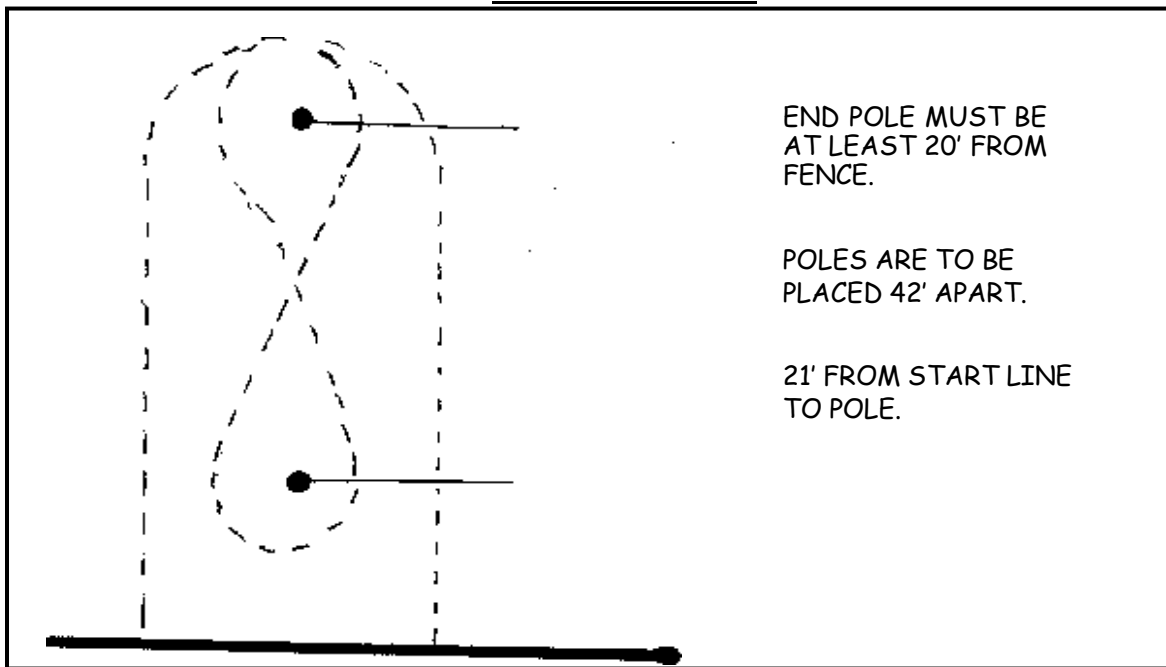 END POLE MUST BE
AT LEAST 20' FROM
FENCE.
POLES ARE TO BE
PLACED 42' APART.
21' FROM START LINE
TO POLE.